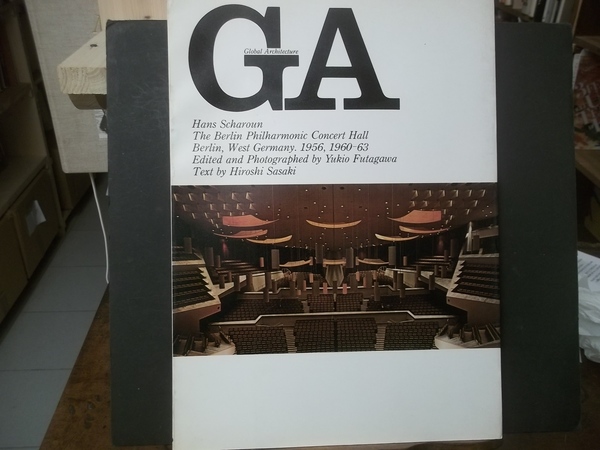 GA
Global Architecture
Hans Scharoun
The Berlin Philharmonic Concert Hall
Berlin, West Germany. 1956, 1960-63
Edited and Photographed by Yukio Futagawa
Text by Hiroshi Sasaki